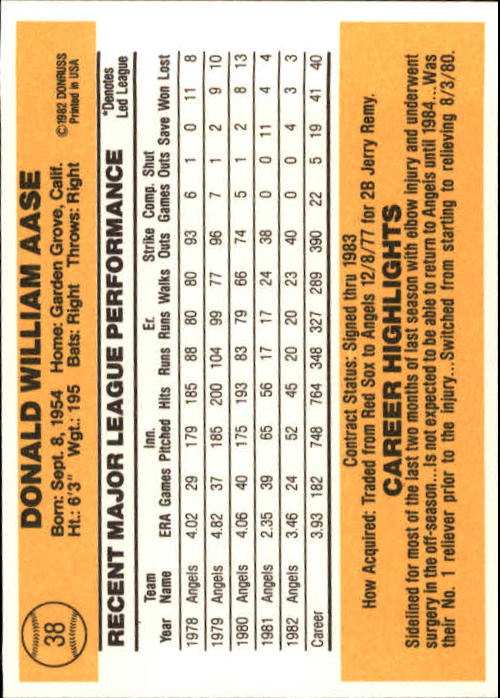 38
DONALD WILLIAM AASE
Born: Sept. 8, 1954 Home: Garden Grove, Calif.
Ht.: 6'3" Wgt.: 195 Bats: Right Throws: Right
©1982 DONRUSS
Printed in USA
RECENT MAJOR LEAGUE PERFORMANCE
*Denotes
Led League
Team Inn. Er. Strike Comp. Shut
Year Name ERA Games Pitched Hits Runs Runs Walks Outs Games Outs Save Won Lost
1978 Angels 4.02 29 179 185 88 80 80 93 6 1 0 11 8
1979 Angels 4.82 37 185 200 104 99 77 96 7 1 2 9 10
1980 Angels 4.06 40 175 193 83 79 66 74 5 1 2 8 13
1981 Angels 2.35 39 65 56 17 17 24 38 0 0 11 4 4
1982 Angels 3.46 24 52 45 20 20 23 40 0 0 4 3 3
Career 3.93 182 748 764 348 327 289 390 22 5 19 41 40
Contract Status: Signed thru 1983
How Acquired: Traded from Red Sox to Angels 12/8/77 for 2B Jerry Remy.
CAREER HIGHLIGHTS
Sidelined for most of the last two months of last season with elbow injury and underwent
surgery in the off-season....Is not expected to be able to return to Angels until 1984...Was
their No. 1 reliever prior to the injury...Switched from starting to relieving 8/3/80.